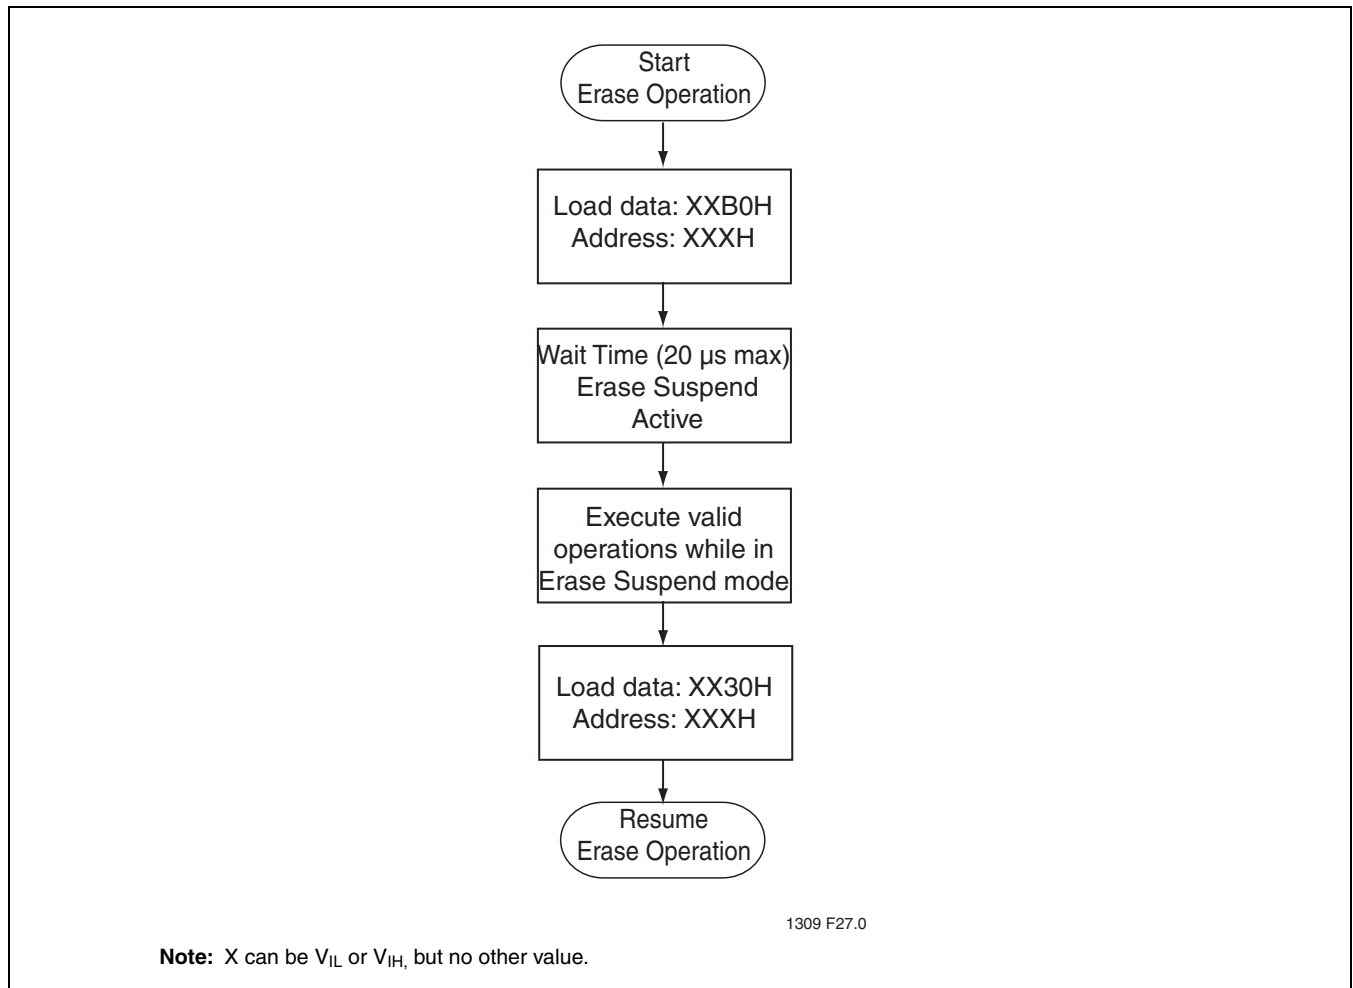 Start
Erase Operation
Load data: XXB0H
Address: XXXH
Wait Time (20 µs max)
Erase Suspend
Active
Execute valid
operations while in
Erase Suspend mode
Load data: XX30H
Address: XXXH
Resume
Erase Operation
1309 F27.0
Note: X can be VIL or VIH, but no other value.